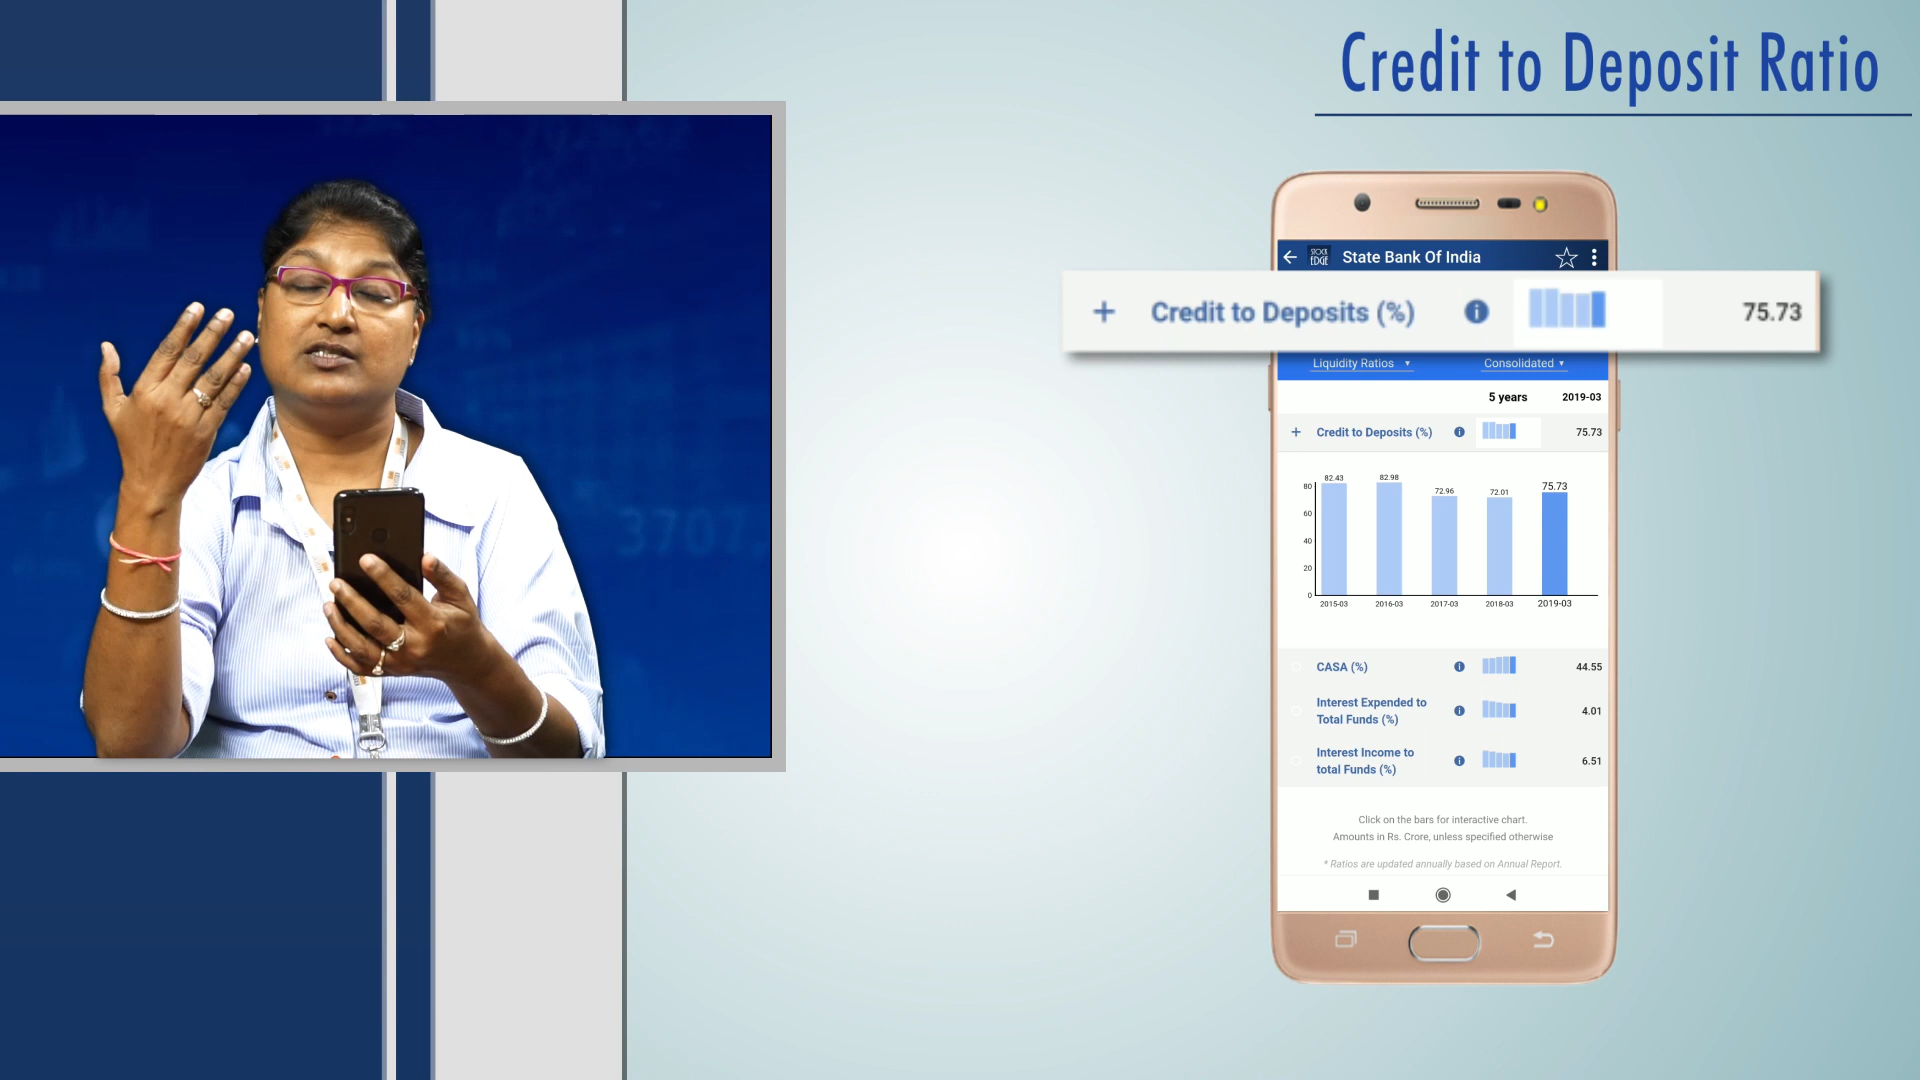 Credit to Deposit Ratio
STOCK EDGE
State Bank Of India
+ Credit to Deposits (%) i 75.73
Liquidity Ratios ▾ Consolidated ▾
5 years 2019-03
+ Credit to Deposits (%) i 75.73
82.43 82.98 72.96 72.01 75.73
80
60
40
20
0
2015-03 2016-03 2017-03 2018-03 2019-03
CASA (%) i 44.55
Interest Expended to
Total Funds (%) i 4.01
Interest Income to
total Funds (%) i 6.51
Click on the bars for interactive chart.
Amounts in Rs. Crore, unless specified otherwise
* Ratios are updated annually based on Annual Report.
3707,